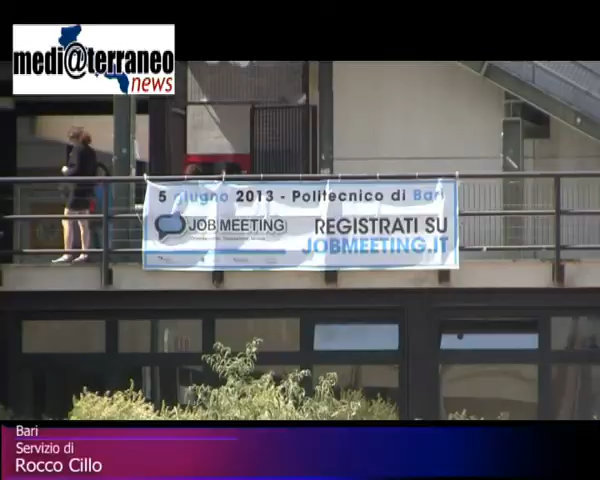 medi@terraneo
news
5 giugno 2013 - Politecnico di Bari
JOB MEETING
REGISTRATI SU
JOBMEETING.IT
Bari
Servizio di
Rocco Cillo